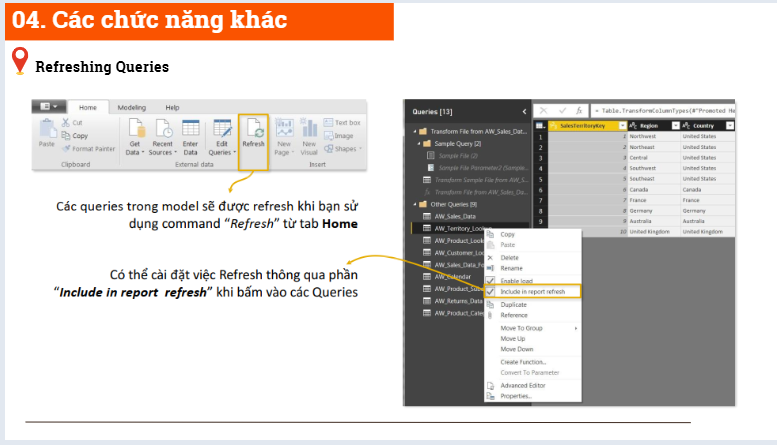 04. Các chức năng khác
Refreshing Queries
Home Modeling Help
Cut
Copy
Format Painter
Paste
Get Data
Recent Sources
Enter Data
Edit Queries
Refresh
New Page
New Visual
Text box
Image
Shapes
Clipboard External data Insert
Các queries trong model sẽ được refresh khi bạn sử
dụng command “Refresh” từ tab Home
Có thể cài đặt việc Refresh thông qua phần
“Include in report refresh” khi bấm vào các Queries
Queries [13]
Transform File from AW_Sales_Dat...
Sample Query [2]
Sample File (2)
Sample File Parameter2 (Sample...
Transform Sample File from AW_S...
Transform File from AW_Sales_Da...
Other Queries [9]
AW_Sales_Data
AW_Territory_Looku
AW_Product_Look
AW_Customer_Loo
AW_Sales_Data_Fo
AW_Calendar
AW_Product_Sub
AW_Returns_Data
AW_Product_Cate
Copy
Paste
Delete
Rename
Enable load
Include in report refresh
Duplicate
Reference
Move To Group
Move Up
Move Down
Create Function...
Convert To Parameter
Advanced Editor
Properties...
fx = Table.TransformColumnTypes(#"Promoted He
SalesTerritoryKey Region Country
1 1 Northwest United States
2 2 Northeast United States
3 3 Central United States
4 4 Southwest United States
5 5 Southeast United States
6 6 Canada Canada
7 7 France France
8 8 Germany Germany
9 9 Australia Australia
10 United Kingdom United Kingdom